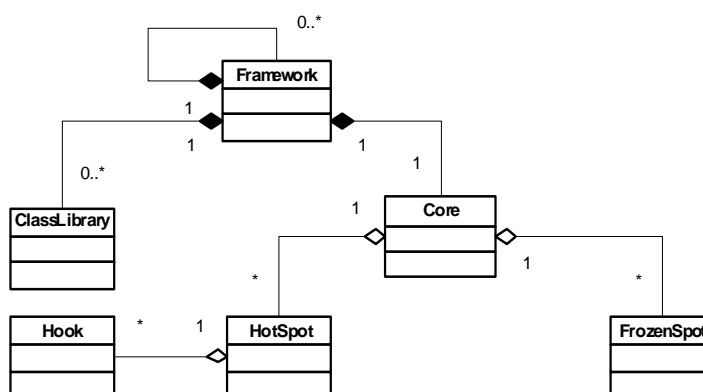 0..*
Framework
1
1
1
1
0..*
ClassLibrary
1
Core
1
*
*
Hook
*
1
HotSpot
FrozenSpot